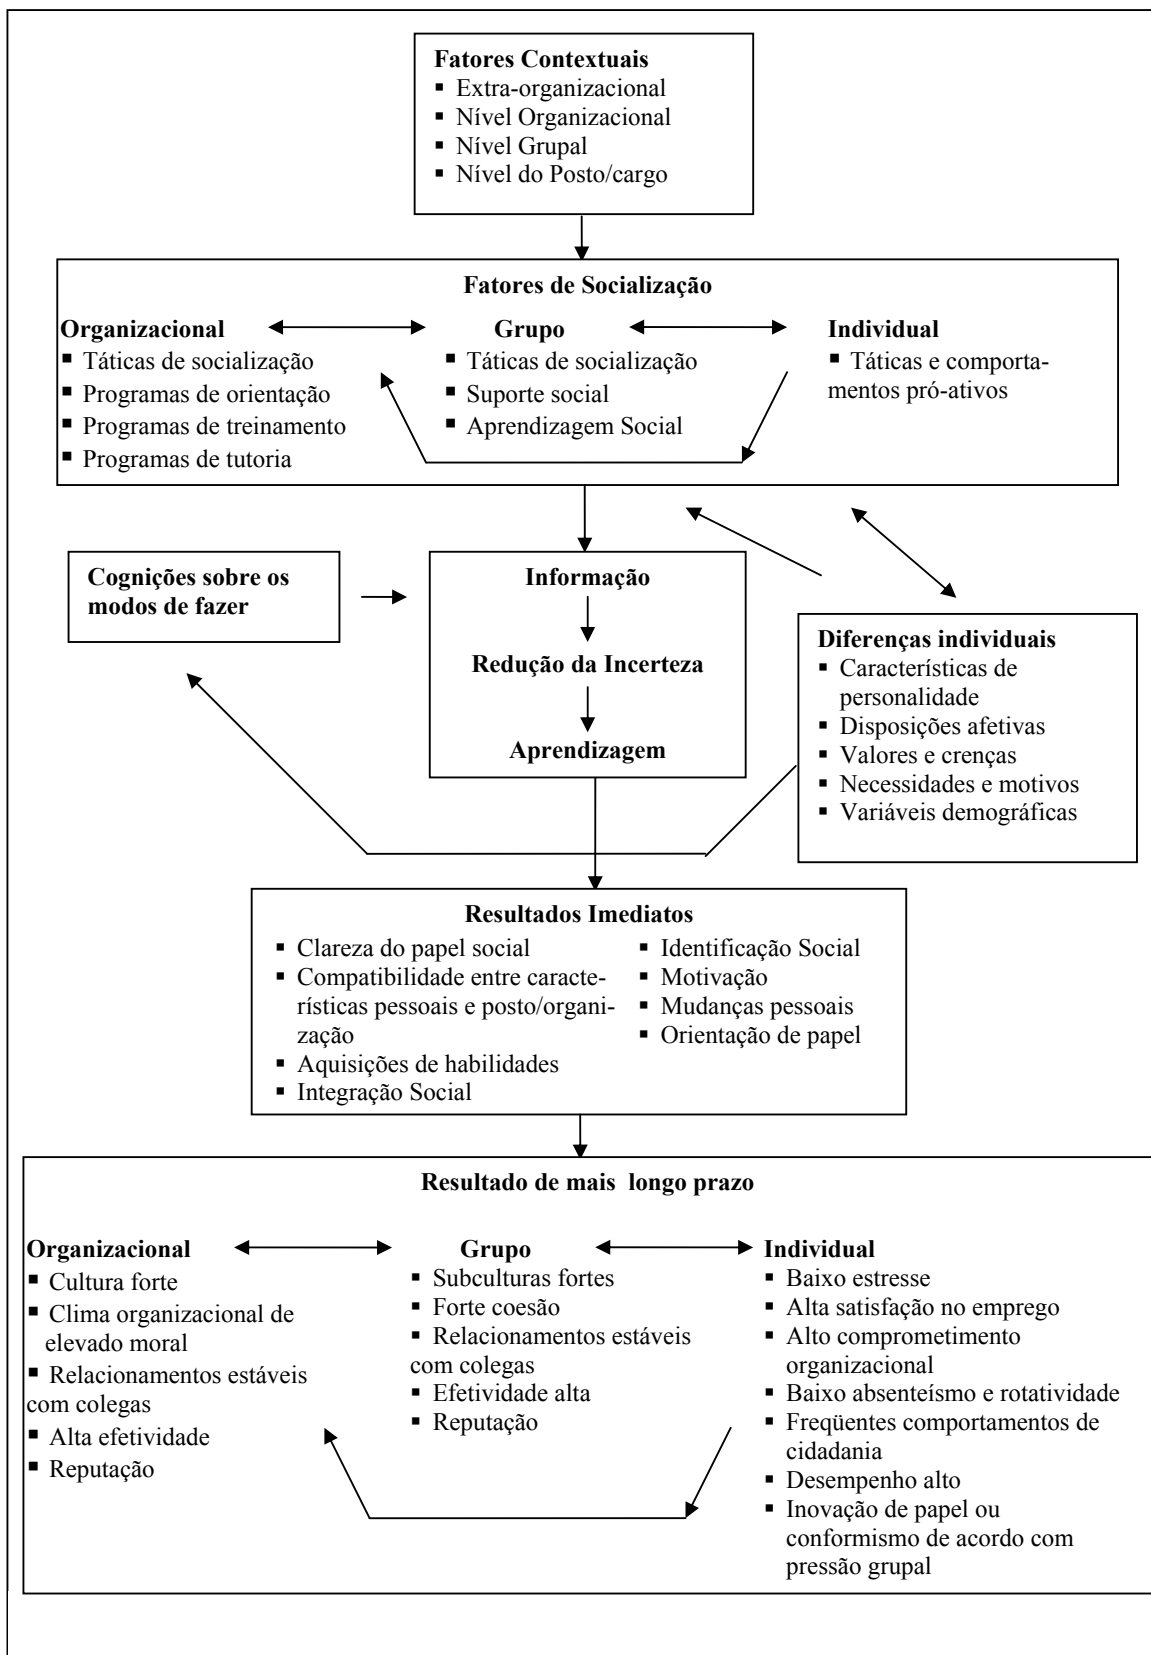 Fatores Contextuais
▪ Extra-organizacional
▪ Nível Organizacional
▪ Nível Grupal
▪ Nível do Posto/cargo
Fatores de Socialização
Organizacional
▪ Táticas de socialização
▪ Programas de orientação
▪ Programas de treinamento
▪ Programas de tutoria
Grupo
▪ Táticas de socialização
▪ Suporte social
▪ Aprendizagem Social
Individual
▪ Táticas e comporta-
mentos pró-ativos
Cognições sobre os
modos de fazer
Informação
Redução da Incerteza
Aprendizagem
Diferenças individuais
▪ Características de
personalidade
▪ Disposições afetivas
▪ Valores e crenças
▪ Necessidades e motivos
▪ Variáveis demográficas
Resultados Imediatos
▪ Clareza do papel social
▪ Compatibilidade entre caracte-
rísticas pessoais e posto/organi-
zação
▪ Aquisições de habilidades
▪ Integração Social
▪ Identificação Social
▪ Motivação
▪ Mudanças pessoais
▪ Orientação de papel
Resultado de mais longo prazo
Organizacional
▪ Cultura forte
▪ Clima organizacional de
elevado moral
▪ Relacionamentos estáveis
com colegas
▪ Alta efetividade
▪ Reputação
Grupo
▪ Subculturas fortes
▪ Forte coesão
▪ Relacionamentos estáveis
com colegas
▪ Efetividade alta
▪ Reputação
Individual
▪ Baixo estresse
▪ Alta satisfação no emprego
▪ Alto comprometimento
organizacional
▪ Baixo absenteísmo e rotatividade
▪ Freqüentes comportamentos de
cidadania
▪ Desempenho alto
▪ Inovação de papel ou
conformismo de acordo com
pressão grupal